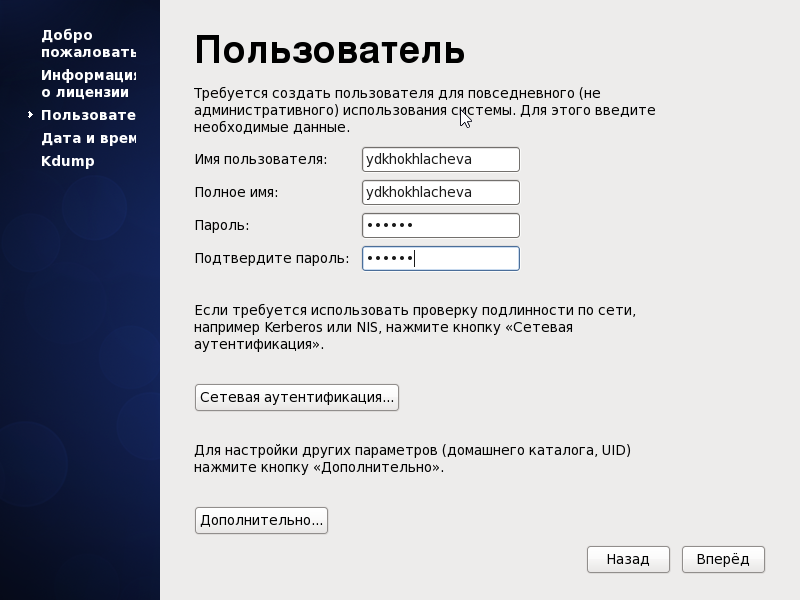 Добро
пожаловать
Информация
о лицензии
Пользовате
Дата и врем
Kdump
Пользователь
Требуется создать пользователя для повседневного (не
административного) использования системы. Для этого введите
необходимые данные.
Имя пользователя: ydkhokhlacheva
Полное имя: ydkhokhlacheva
Пароль: ••••••
Подтвердите пароль: ••••••
Если требуется использовать проверку подлинности по сети,
например Kerberos или NIS, нажмите кнопку «Сетевая
аутентификация».
Сетевая аутентификация...
Для настройки других параметров (домашнего каталога, UID)
нажмите кнопку «Дополнительно».
Дополнительно...
Назад Вперёд